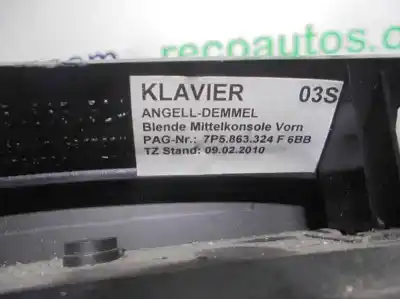 recoautos.co
KLAVIER 03S
ANGELL-DEMMEL
Blende Mittelkonsole Vorn
PAG-Nr.: 7P5.863.324 F 6BB
TZ Stand: 09.02.2010